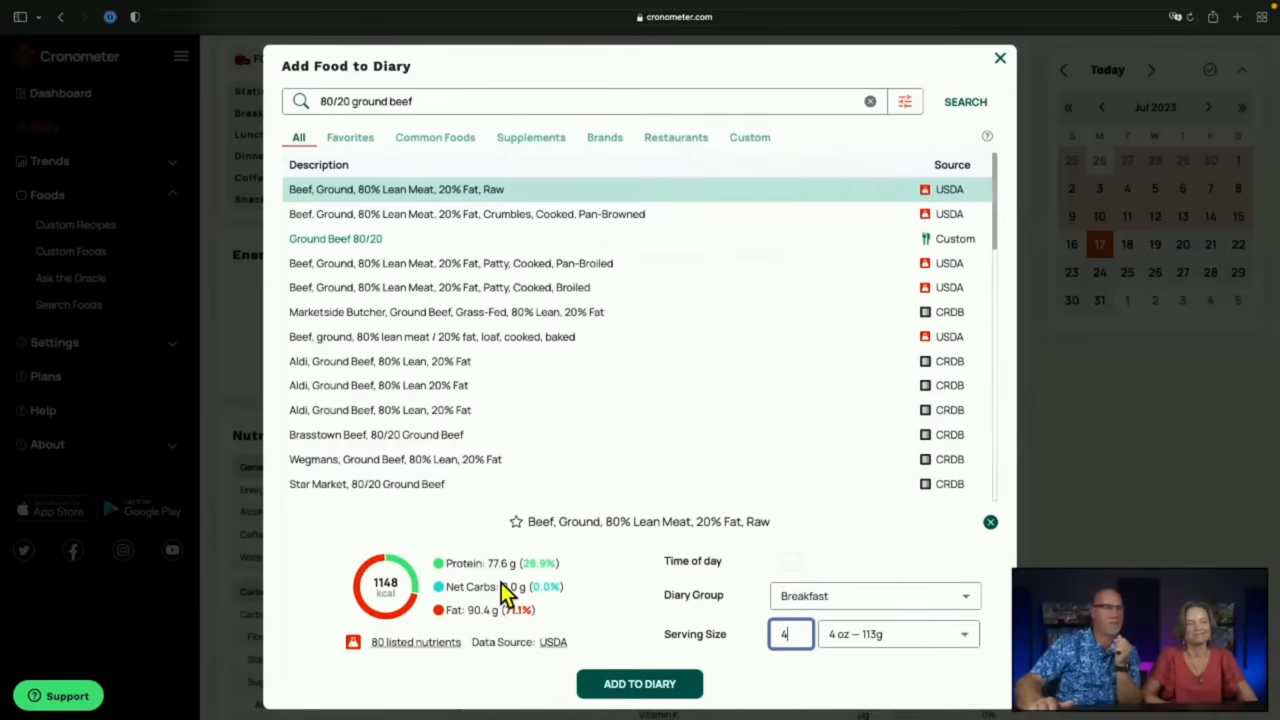 cronometer.com
Cronometer
Dashboard
Diary
Trends
Foods
Custom Recipes
Custom Foods
Ask the Oracle
Search Foods
Settings
Plans
Help
About
App Store
Google Play
Support
Add Food to Diary
80/20 ground beef
SEARCH
All Favorites Common Foods Supplements Brands Restaurants Custom
Description Source
Beef, Ground, 80% Lean Meat, 20% Fat, Raw USDA
Beef, Ground, 80% Lean Meat, 20% Fat, Crumbles, Cooked, Pan-Browned USDA
Ground Beef 80/20 Custom
Beef, Ground, 80% Lean Meat, 20% Fat, Patty, Cooked, Pan-Broiled USDA
Beef, Ground, 80% Lean Meat, 20% Fat, Patty, Cooked, Broiled USDA
Marketside Butcher, Ground Beef, Grass-Fed, 80% Lean, 20% Fat CRDB
Beef, ground, 80% lean meat / 20% fat, loaf, cooked, baked USDA
Aldi, Ground Beef, 80% Lean, 20% Fat CRDB
Aldi, Ground Beef, 80% Lean 20% Fat CRDB
Aldi, Ground Beef, 80% Lean, 20% Fat CRDB
Brasstown Beef, 80/20 Ground Beef CRDB
Wegmans, Ground Beef, 80% Lean, 20% Fat CRDB
Star Market, 80/20 Ground Beef CRDB
Beef, Ground, 80% Lean Meat, 20% Fat, Raw
1148
kcal
Protein: 77.6 g (28.9%)
Net Carbs: g (0.0%)
Fat: 90.4 g
80 listed nutrients Data Source: USDA
Time of day
Diary Group Breakfast
Serving Size 4 4 oz – 113g
ADD TO DIARY
Today
Jul 2023
S M T W T F S
25 26 27 28 29 30 1
2 3 4 5 6 7 8
9 10 11 12 13 14 15
16 17 18 19 20 21 22
23 24 25 26 27 28 29
30 31 1 2 3 4 5
Vitamin K µg 0%